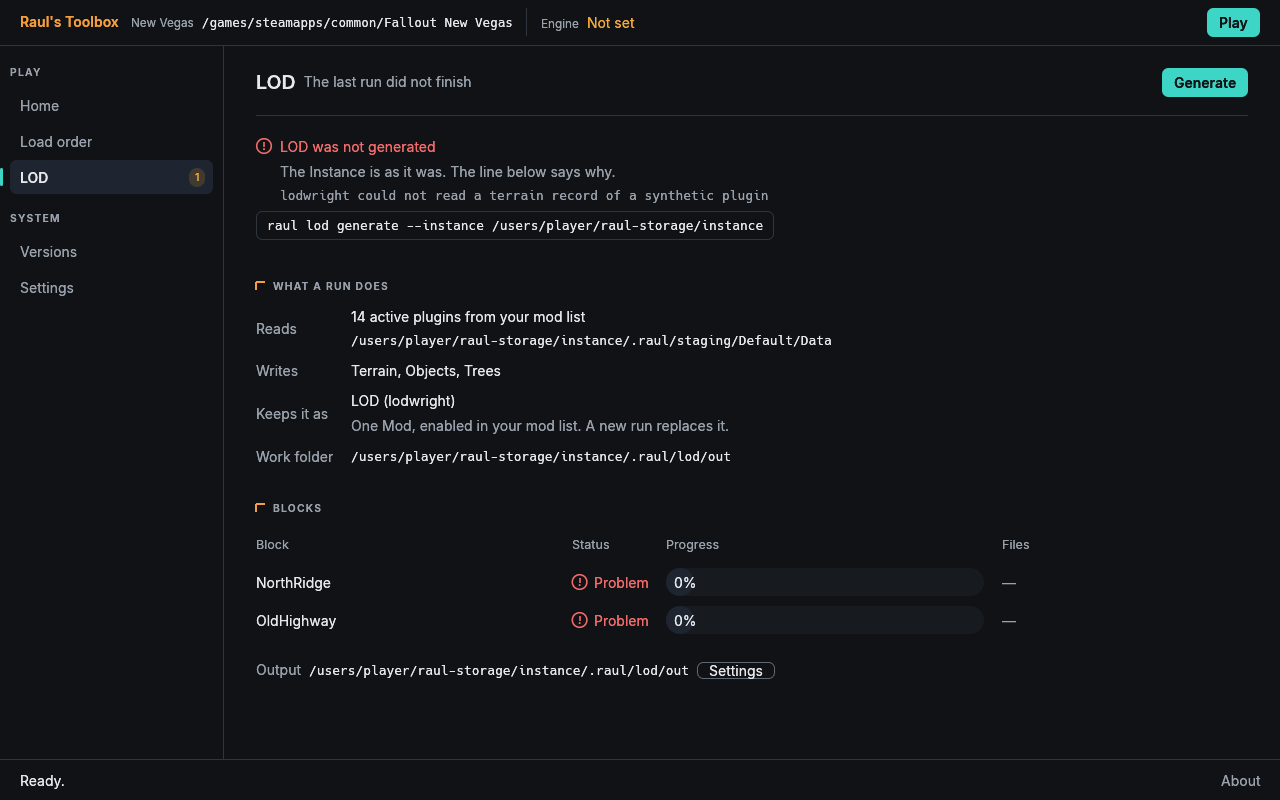 Raul's Toolbox New Vegas /games/steamapps/common/Fallout New Vegas Engine Not set Play
PLAY
Home
Load order
LOD 1
SYSTEM
Versions
Settings
LOD The last run did not finish Generate
LOD was not generated
The Instance is as it was. The line below says why.
lodwright could not read a terrain record of a synthetic plugin
raul lod generate --instance /users/player/raul-storage/instance
WHAT A RUN DOES
Reads 14 active plugins from your mod list
/users/player/raul-storage/instance/.raul/staging/Default/Data
Writes Terrain, Objects, Trees
Keeps it as LOD (lodwright)
One Mod, enabled in your mod list. A new run replaces it.
Work folder /users/player/raul-storage/instance/.raul/lod/out
BLOCKS
Block Status Progress Files
NorthRidge Problem 0% —
OldHighway Problem 0% —
Output /users/player/raul-storage/instance/.raul/lod/out Settings
Ready. About